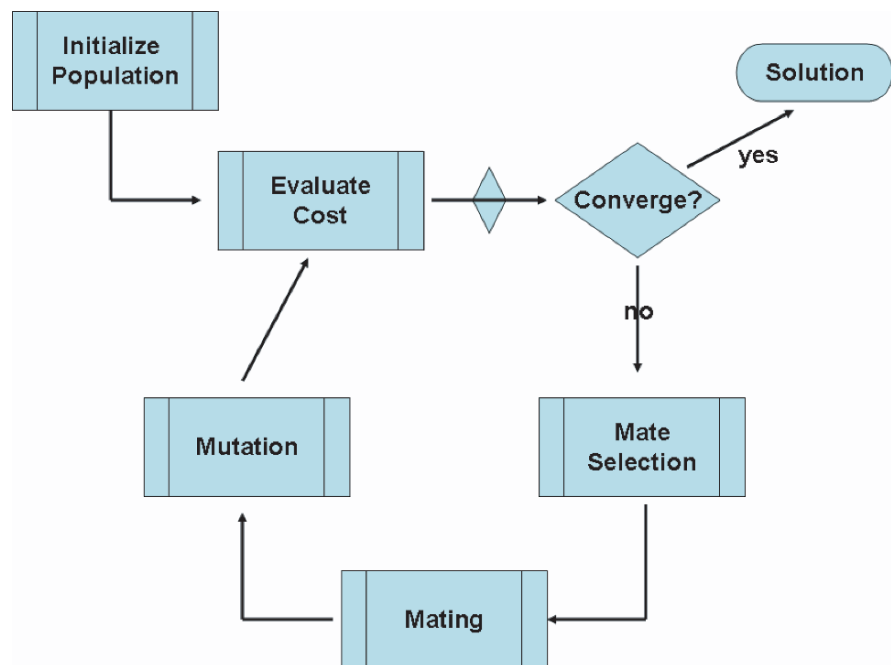 Initialize
Population
Solution
yes
Evaluate
Cost
Converge?
no
Mutation
Mate
Selection
Mating